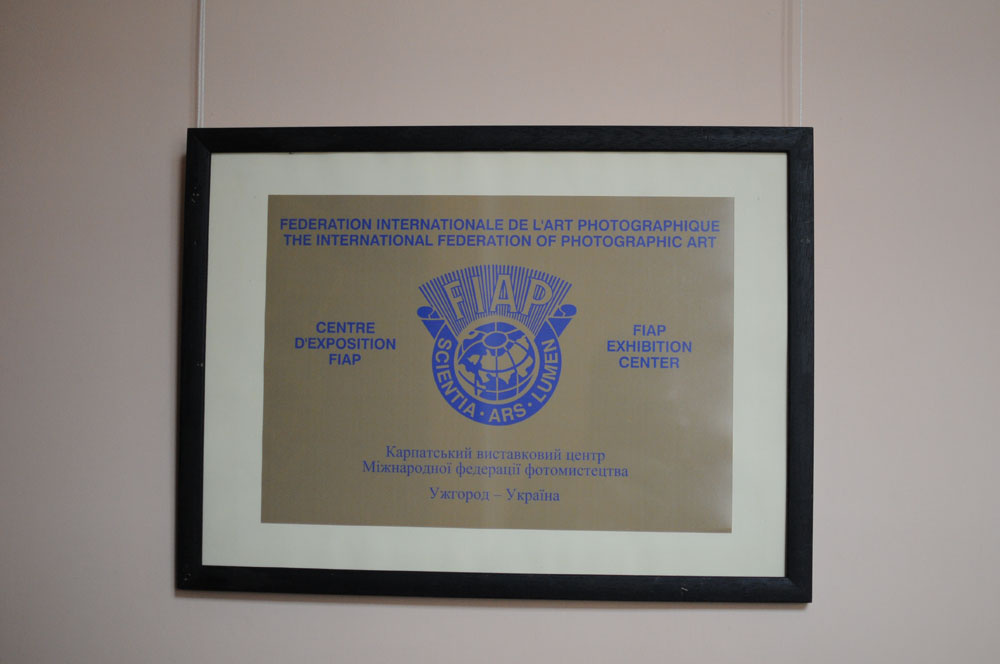 FEDERATION INTERNATIONALE DE L'ART PHOTOGRAPHIQUE
THE INTERNATIONAL FEDERATION OF PHOTOGRAPHIC ART
FIAP
SCIENTIA · ARS · LUMEN
CENTRE
D'EXPOSITION
FIAP
FIAP
EXHIBITION
CENTER
Карпатський виставковий центр
Міжнародної федерації фотомистецтва
Ужгород – Україна